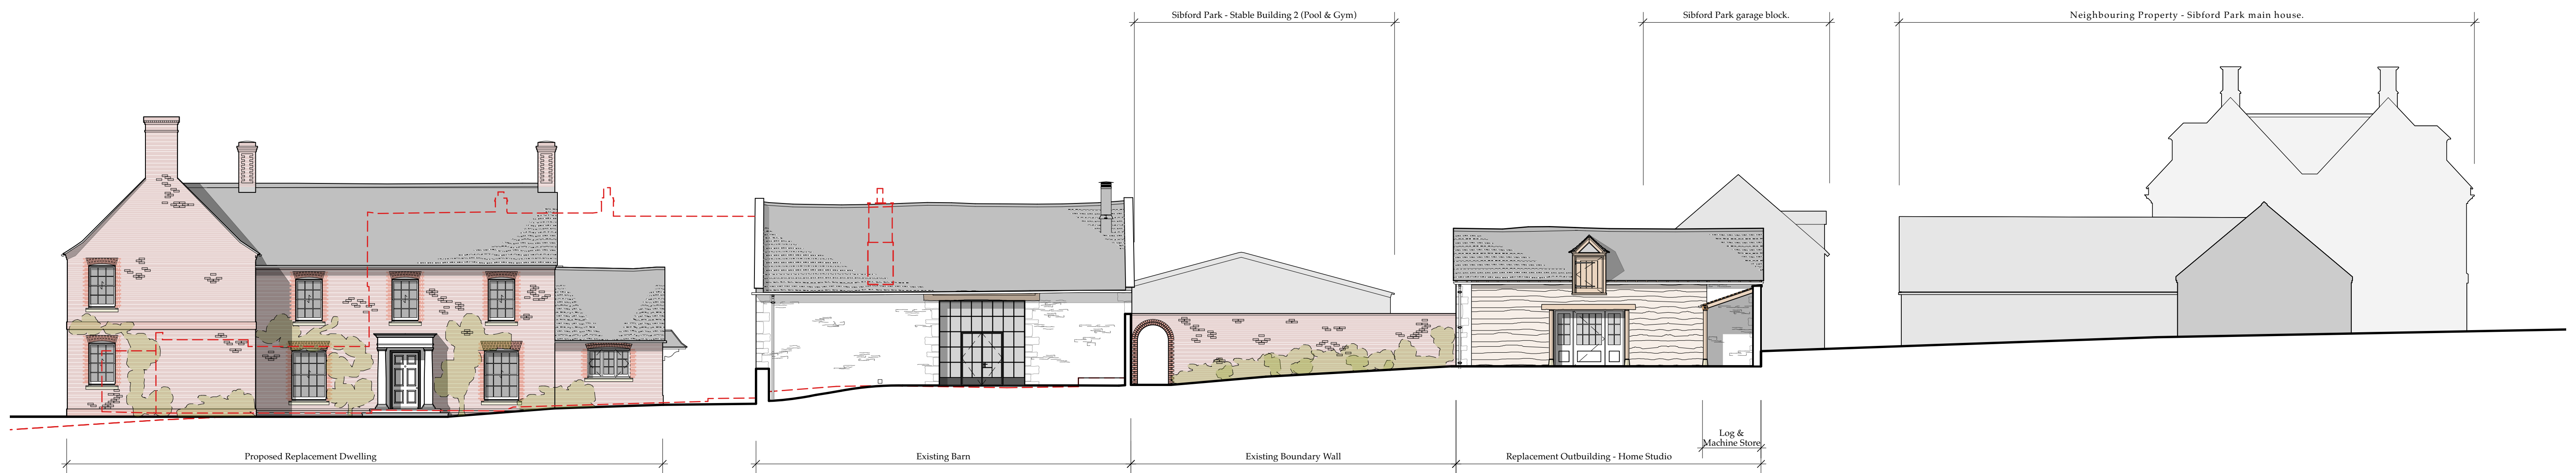 Sibford Park - Stable Building 2 (Pool & Gym)
Sibford Park garage block.
Neighbouring Property - Sibford Park main house.
Log &
Machine Store
Proposed Replacement Dwelling
Existing Barn
Existing Boundary Wall
Replacement Outbuilding - Home Studio